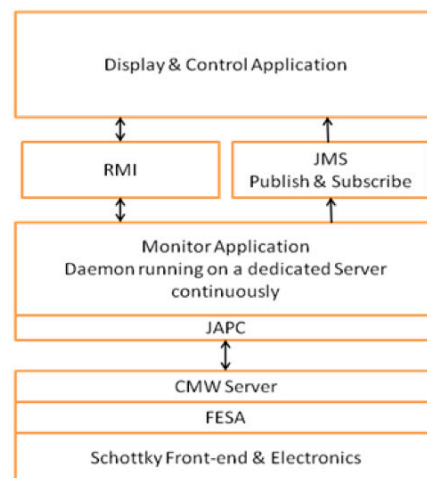 Display & Control Application
RMI
JMS
Publish & Subscribe
Monitor Application
Daemon running on a dedicated Server
continuously
JAPC
CMW Server
FESA
Schottky Front-end & Electronics